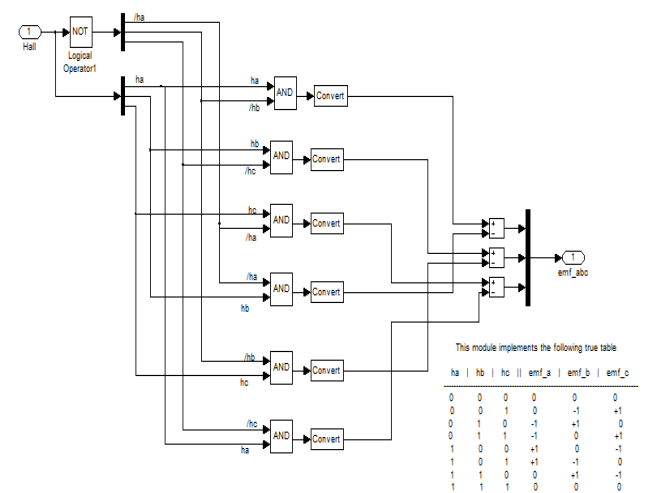 /ha
1
Hall
NOT
Logical
Operator1
ha
ha
/hb
AND
Convert
hb
/hc
AND
Convert
hc
/ha
AND
Convert
/ha
hb
AND
Convert
/hb
hc
AND
Convert
/hc
ha
AND
Convert
+
−
+
−
+
−
1
emf_abc
This module implements the following true table
ha | hb | hc || emf_a | emf_b | emf_c
0 0 0 0 0 0
0 0 1 0 -1 +1
0 1 0 -1 +1 0
0 1 1 -1 0 +1
1 0 0 +1 0 -1
1 0 1 +1 -1 0
1 1 0 0 +1 -1
1 1 1 0 0 0